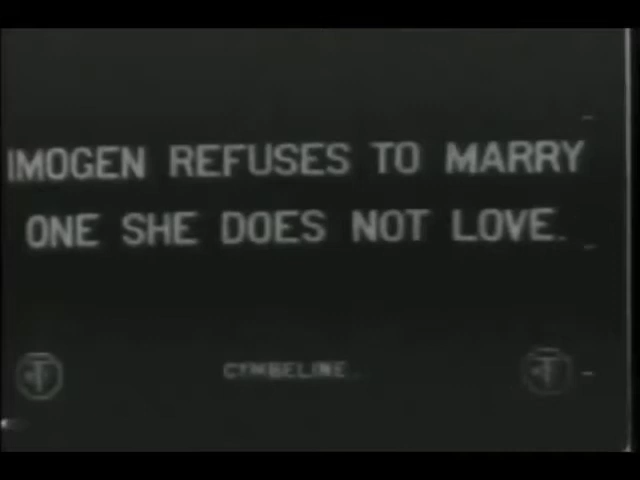 IMOGEN REFUSES TO MARRY
ONE SHE DOES NOT LOVE.
CYMBELINE.